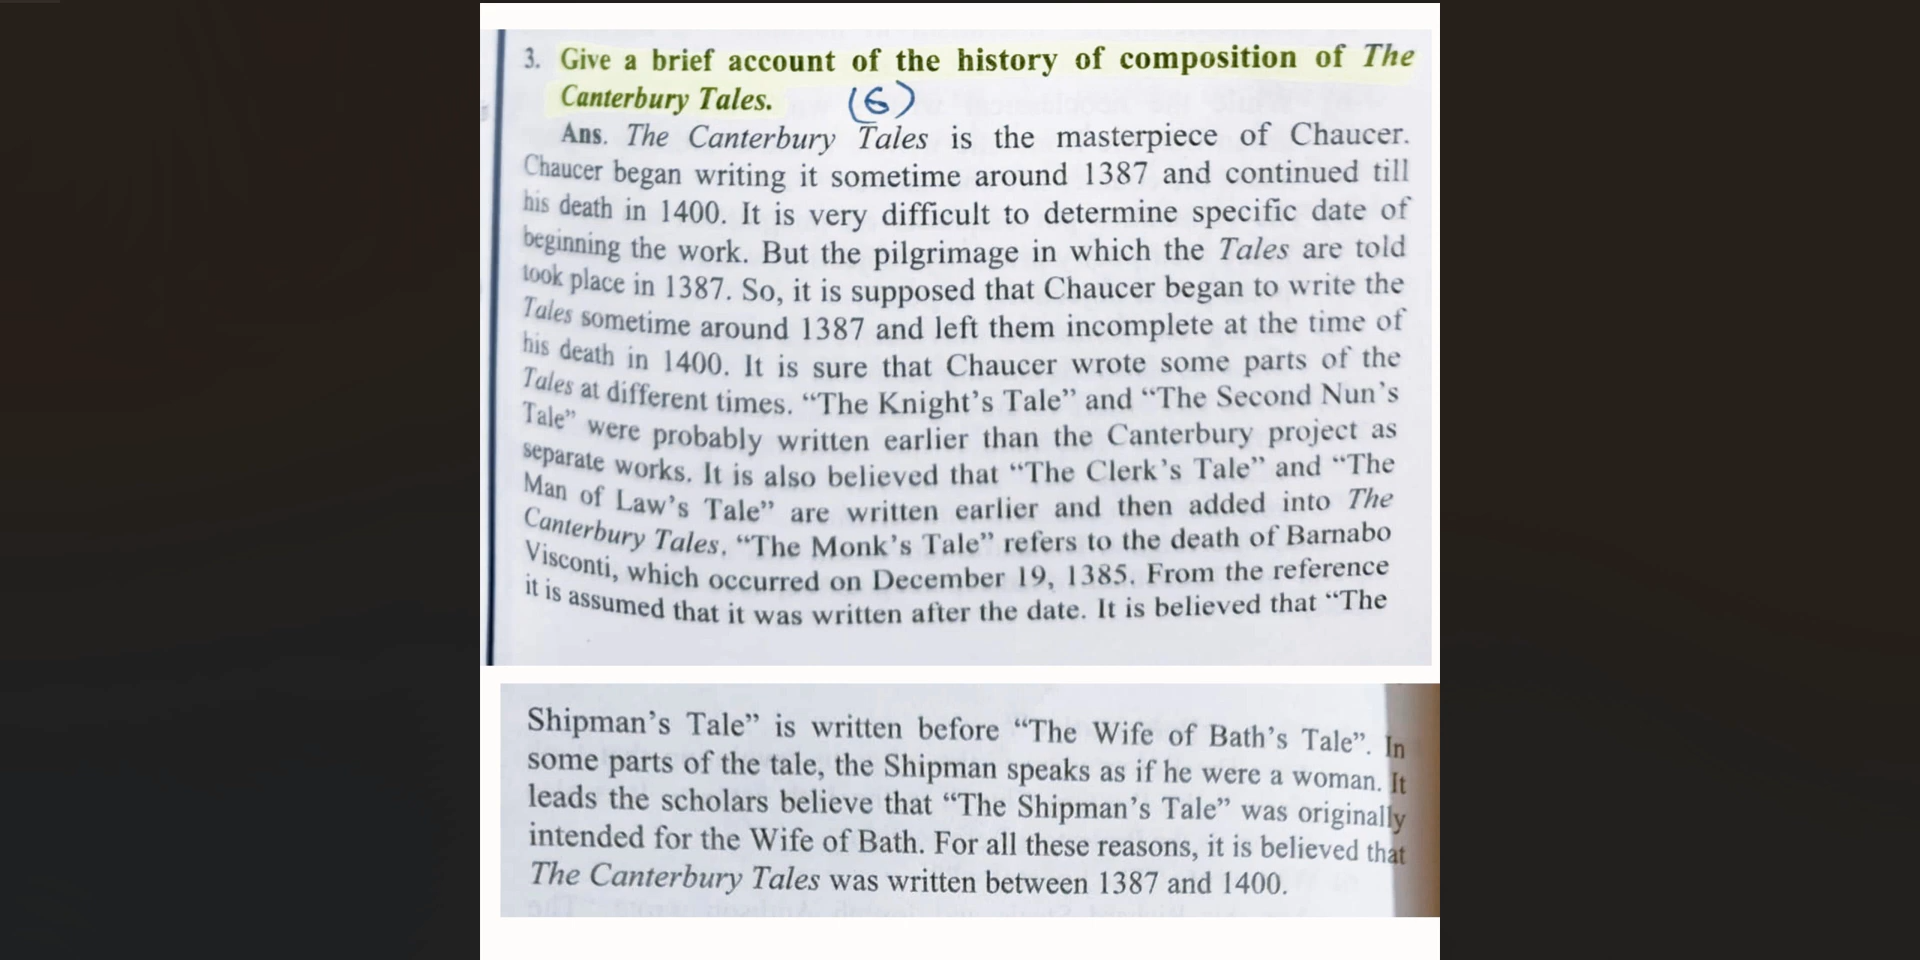 3. Give a brief account of the history of composition of The
Canterbury Tales. (6)
Ans. The Canterbury Tales is the masterpiece of Chaucer.
Chaucer began writing it sometime around 1387 and continued till
his death in 1400. It is very difficult to determine specific date of
beginning the work. But the pilgrimage in which the Tales are told
took place in 1387. So, it is supposed that Chaucer began to write the
Tales sometime around 1387 and left them incomplete at the time of
his death in 1400. It is sure that Chaucer wrote some parts of the
Tales at different times. “The Knight’s Tale” and “The Second Nun’s
Tale” were probably written earlier than the Canterbury project as
separate works. It is also believed that “The Clerk’s Tale” and “The
Man of Law’s Tale” are written earlier and then added into The
Canterbury Tales. “The Monk’s Tale” refers to the death of Barnabo
Visconti, which occurred on December 19, 1385. From the reference
it is assumed that it was written after the date. It is believed that “The
Shipman’s Tale” is written before “The Wife of Bath’s Tale”. In
some parts of the tale, the Shipman speaks as if he were a woman. It
leads the scholars believe that “The Shipman’s Tale” was originally
intended for the Wife of Bath. For all these reasons, it is believed that
The Canterbury Tales was written between 1387 and 1400.